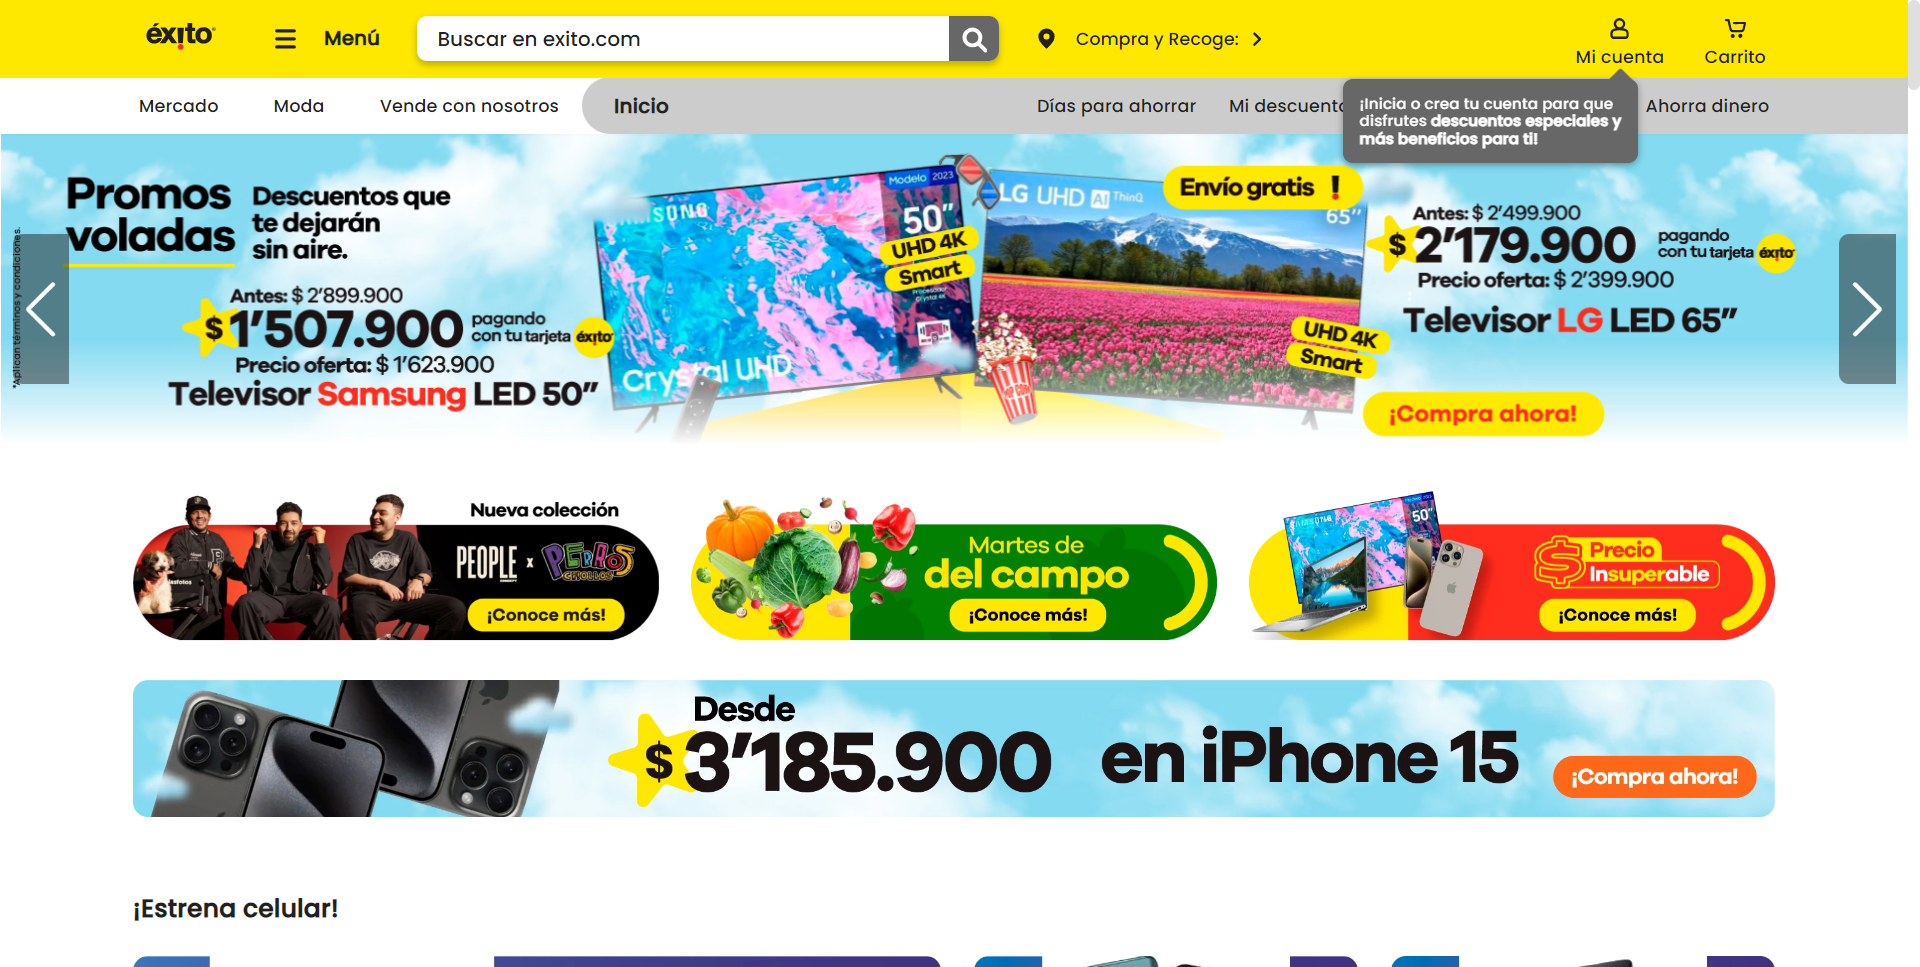 éxito
Menú
Buscar en exito.com
Compra y Recoge:
Mi cuenta
Carrito
Mercado
Moda
Vende con nosotros
Inicio
Días para ahorrar
Mi descuento
Ahorra dinero
¡Inicia o crea tu cuenta para que
disfrutes descuentos especiales y
más beneficios para ti!
Promos
voladas
Descuentos que
te dejarán
sin aire.
*Aplican términos y condiciones.
Antes: $ 2'899.900
$ 1'507.900
pagando
con tu tarjeta éxito
Precio oferta: $ 1'623.900
Televisor Samsung LED 50"
SAMSUNG
Modelo 2023
50"
UHD 4K
Smart
Procesador
Crystal 4K
Crystal UHD
POP CORN
LG UHD AI ThinQ
65"
Envío gratis !
UHD 4K
Smart
Antes: $ 2'499.900
$ 2'179.900
pagando
con tu tarjeta éxito
Precio oferta: $ 2'399.900
Televisor LG LED 65"
¡Compra ahora!
Nueva colección
PEOPLE x PERROS
CRIOLLOS
¡Conoce más!
Martes de
del campo
¡Conoce más!
SAMSUNG
50"
Precio
Insuperable
¡Conoce más!
Desde
$ 3'185.900 en iPhone 15
¡Compra ahora!
¡Estrena celular!